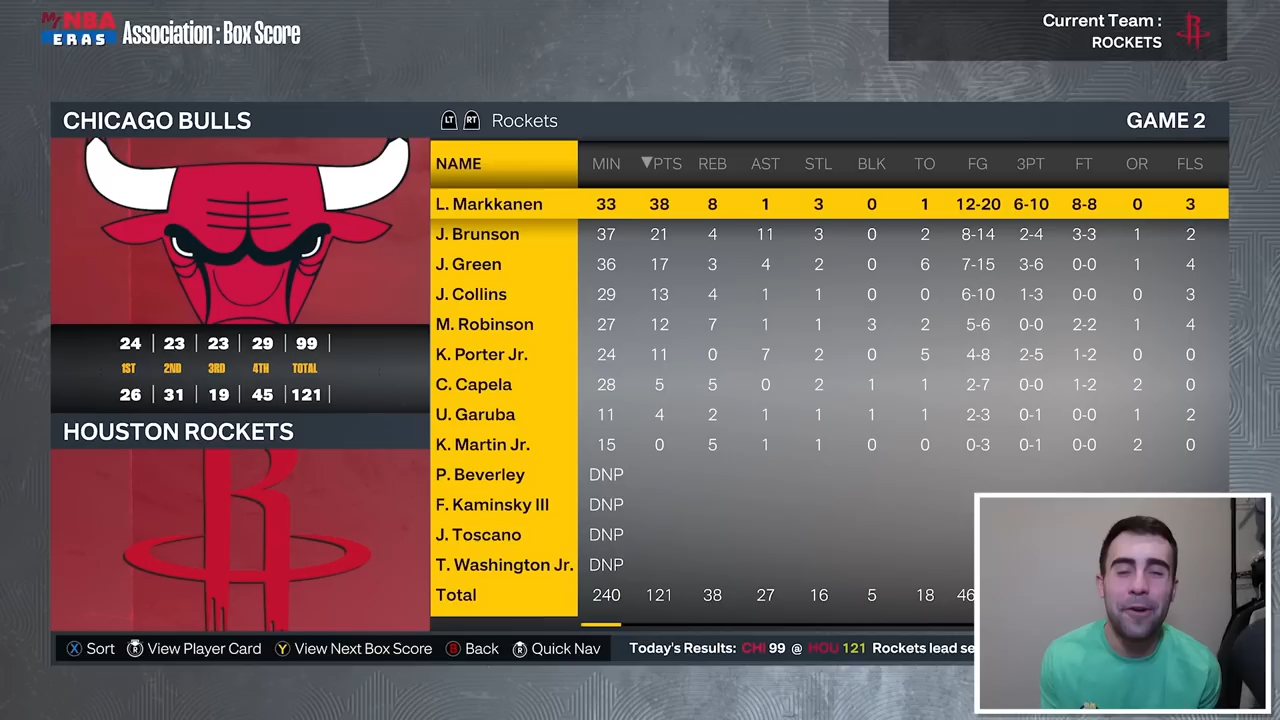 My NBA
ERAS
Association : Box Score
Current Team :
ROCKETS
CHICAGO BULLS
LT RT Rockets
GAME 2
NAME MIN ▼PTS REB AST STL BLK TO FG 3PT FT OR FLS
L. Markkanen 33 38 8 1 3 0 1 12-20 6-10 8-8 0 3
J. Brunson 37 21 4 11 3 0 2 8-14 2-4 3-3 1 2
J. Green 36 17 3 4 2 0 6 7-15 3-6 0-0 1 4
J. Collins 29 13 4 1 1 0 0 6-10 1-3 0-0 0 3
M. Robinson 27 12 7 1 1 3 2 5-6 0-0 2-2 1 4
K. Porter Jr. 24 11 0 7 2 0 5 4-8 2-5 1-2 0 0
C. Capela 28 5 5 0 2 1 1 2-7 0-0 1-2 2 0
U. Garuba 11 4 2 1 1 1 1 2-3 0-1 0-0 1 2
K. Martin Jr. 15 0 5 1 1 0 0 0-3 0-1 0-0 2 0
P. Beverley DNP
F. Kaminsky III DNP
J. Toscano DNP
T. Washington Jr. DNP
Total 240 121 38 27 16 5 18 46
24 23 23 29 99
1ST 2ND 3RD 4TH TOTAL
26 31 19 45 121
HOUSTON ROCKETS
X Sort R View Player Card Y View Next Box Score B Back R Quick Nav
Today's Results: CHI 99 @ HOU 121 Rockets lead se